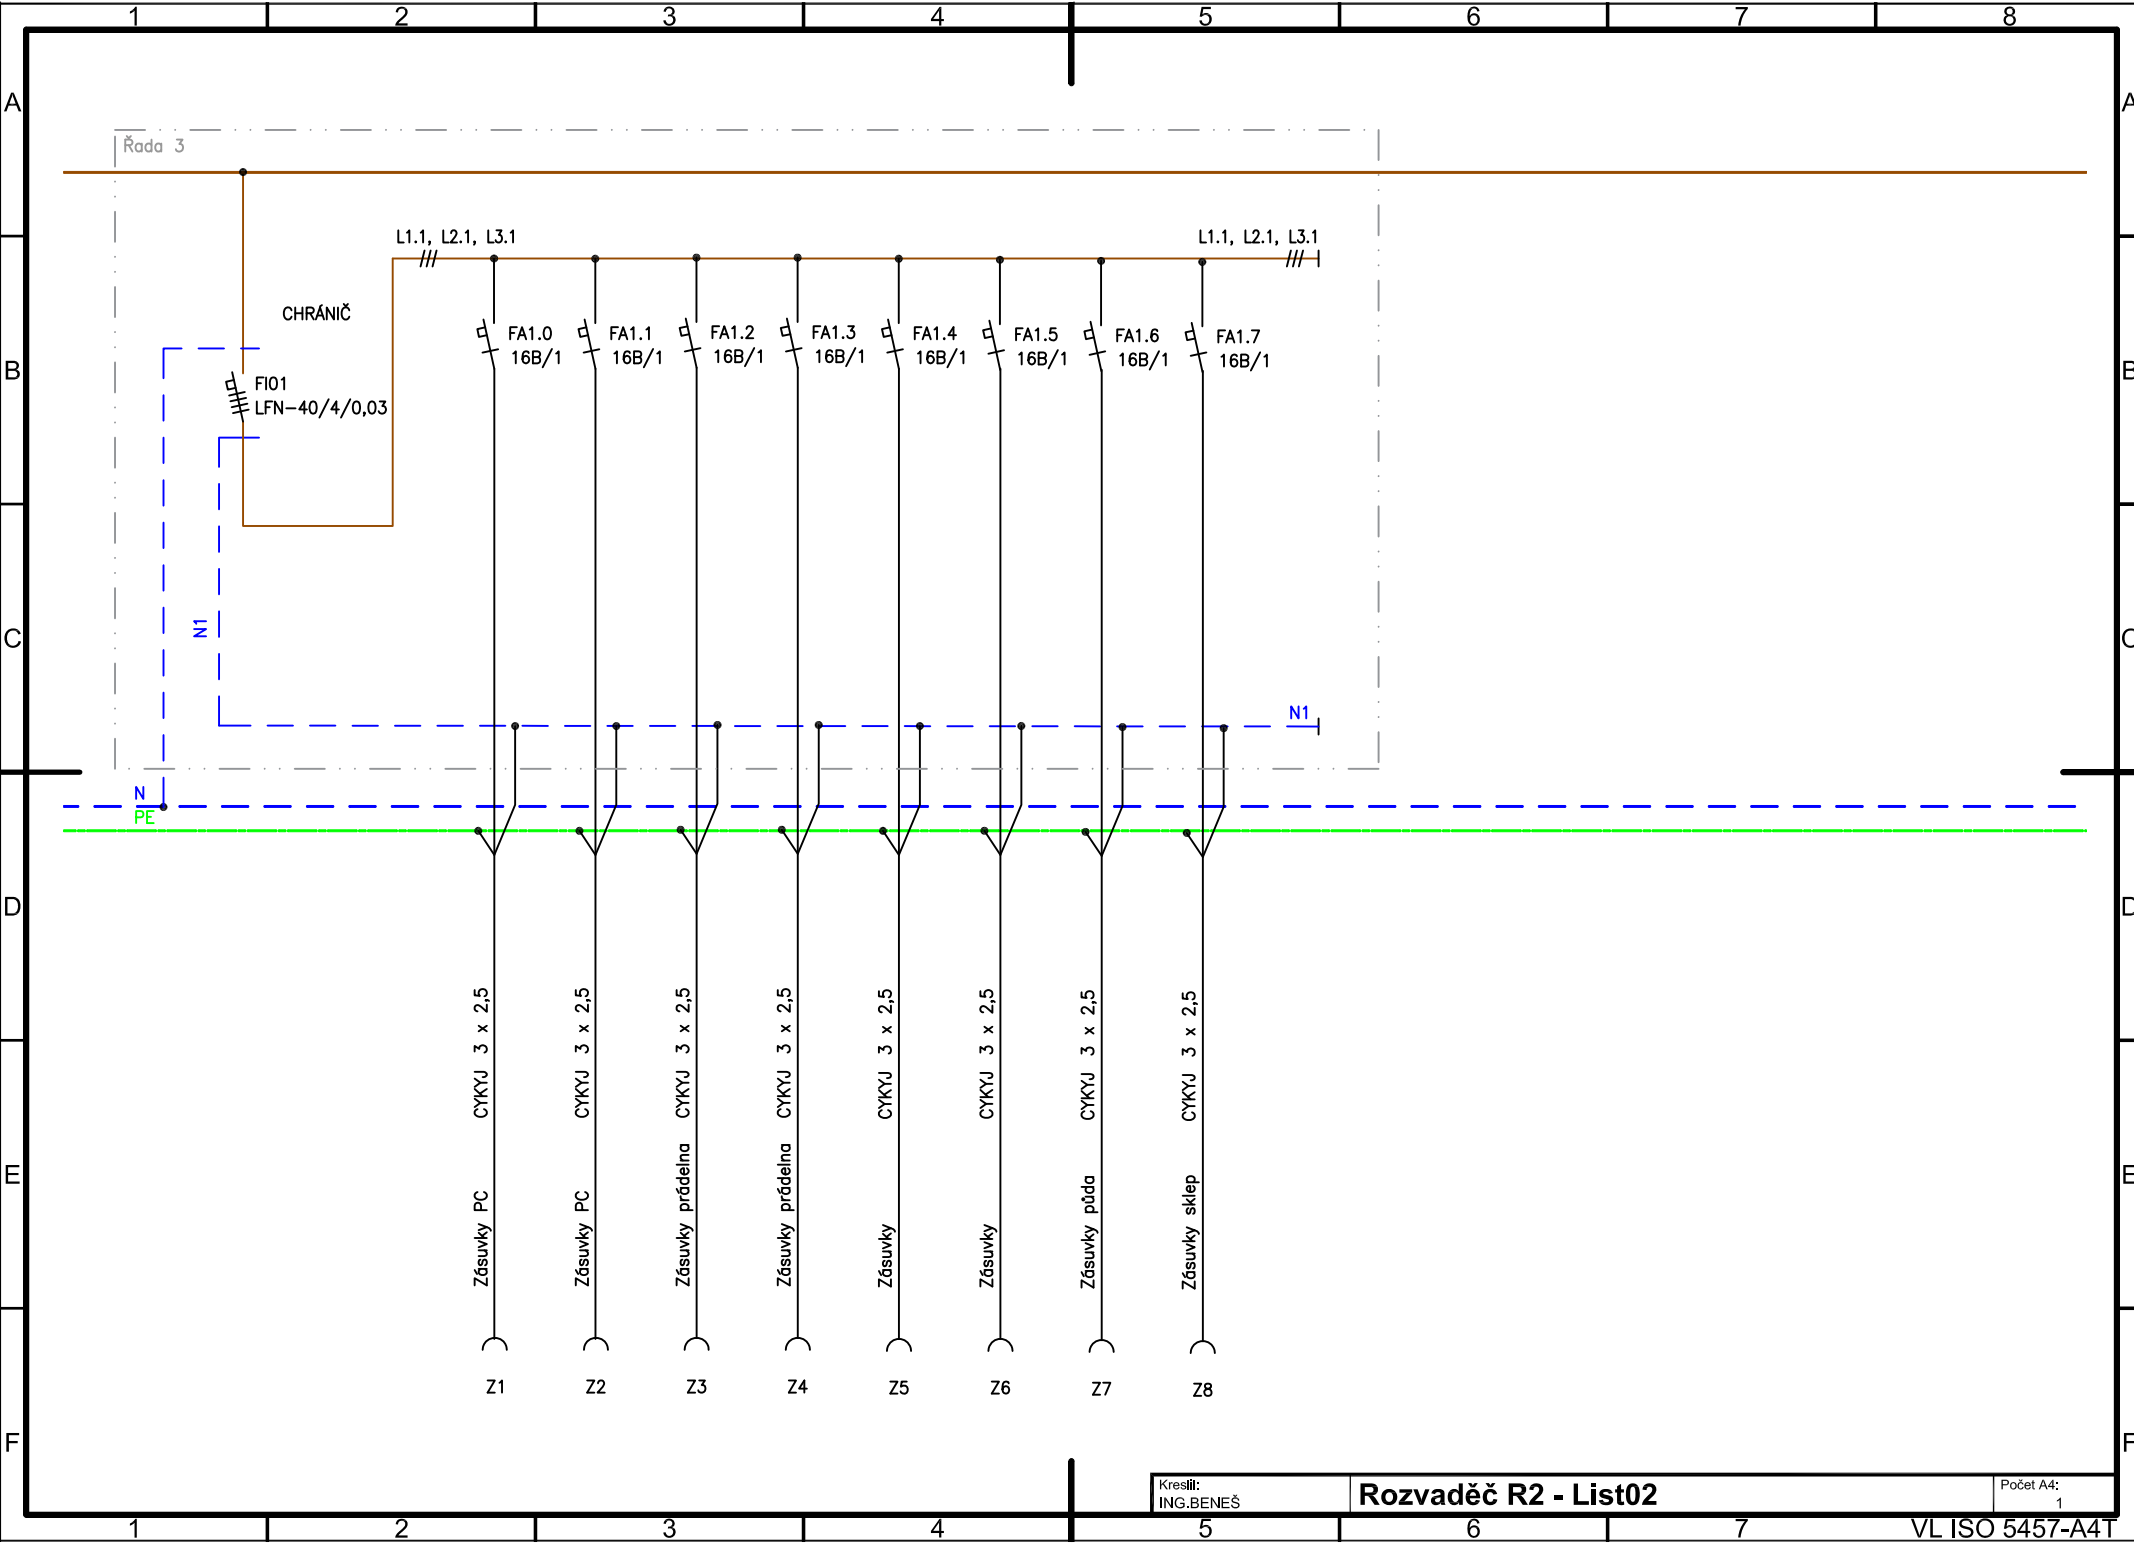 1 2 3 4 5 6 7 8
A A
Řada 3
L1.1, L2.1, L3.1 L1.1, L2.1, L3.1
CHRÁNIČ
FA1.0 FA1.1 FA1.2 FA1.3 FA1.4 FA1.5 FA1.6 FA1.7
16B/1 16B/1 16B/1 16B/1 16B/1 16B/1 16B/1 16B/1
B B
FI01
LFN-40/4/0,03
C C
N1
N1
N
PE
D D
Zásuvky PC CYKYJ 3 x 2,5
Zásuvky PC CYKYJ 3 x 2,5
Zásuvky prádelna CYKYJ 3 x 2,5
Zásuvky prádelna CYKYJ 3 x 2,5
Zásuvky CYKYJ 3 x 2,5
Zásuvky CYKYJ 3 x 2,5
Zásuvky půda CYKYJ 3 x 2,5
Zásuvky sklep CYKYJ 3 x 2,5
E E
Z1 Z2 Z3 Z4 Z5 Z6 Z7 Z8
F F
Kreslil:
ING.BENEŠ
Rozvaděč R2 - List02
Počet A4:
1
1 2 3 4 5 6 7
VL ISO 5457-A4T